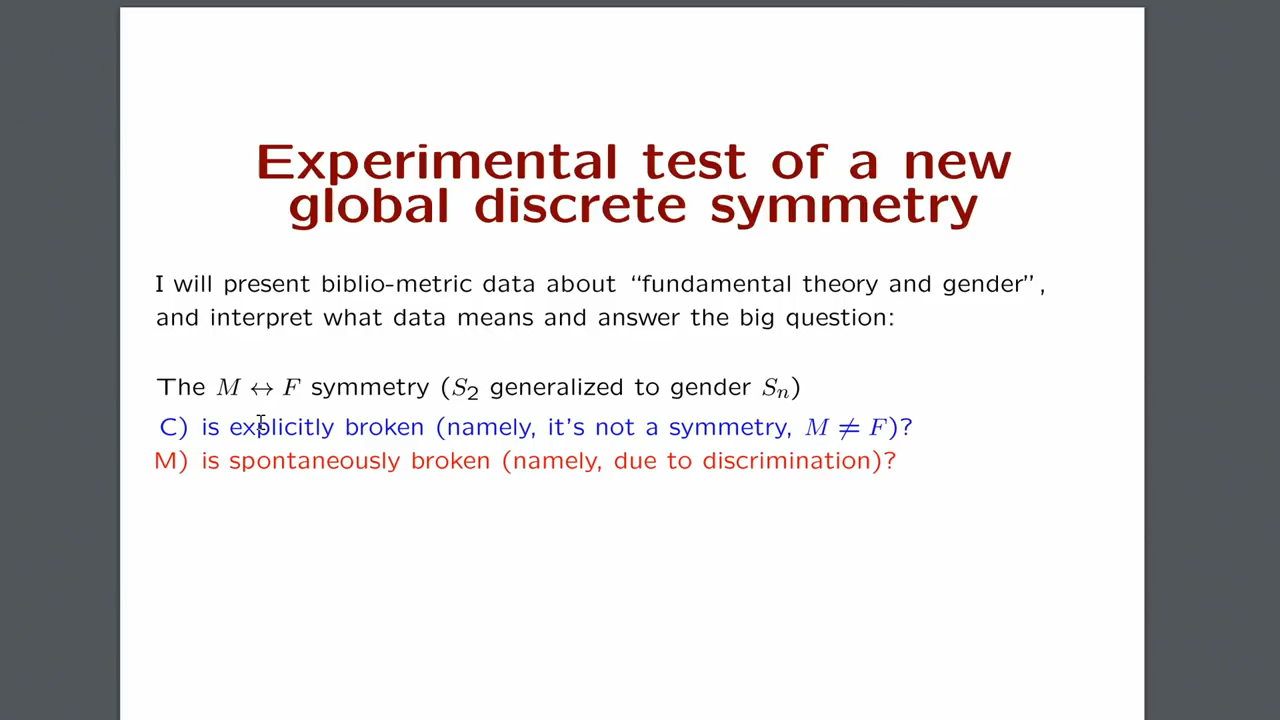 Experimental test of a new
global discrete symmetry
I will present biblio-metric data about “fundamental theory and gender”,
and interpret what data means and answer the big question:
The M ↔ F symmetry (S₂ generalized to gender Sₙ)
C) is explicitly broken (namely, it's not a symmetry, M ≠ F)?
M) is spontaneously broken (namely, due to discrimination)?